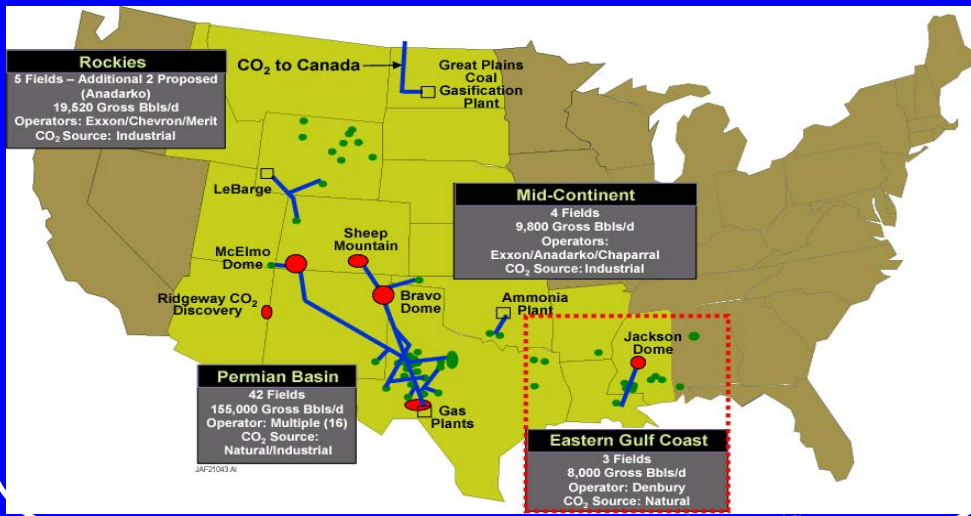 Rockies
5 Fields – Additional 2 Proposed
(Anadarko)
19,520 Gross Bbls/d
Operators: Exxon/Chevron/Merit
CO₂ Source: Industrial
CO₂ to Canada
Great Plains
Coal
Gasification
Plant
LeBarge
Mid-Continent
4 Fields
9,800 Gross Bbls/d
Operators:
Exxon/Anadarko/Chaparral
CO₂ Source: Industrial
McElmo
Dome
Sheep
Mountain
Ridgeway CO₂
Discovery
Bravo
Dome
Ammonia
Plant
Jackson
Dome
Permian Basin
42 Fields
155,000 Gross Bbls/d
Operator: Multiple (16)
CO₂ Source:
Natural/Industrial
Gas
Plants
Eastern Gulf Coast
3 Fields
8,000 Gross Bbls/d
Operator: Denbury
CO₂ Source: Natural
JAF21043 AI